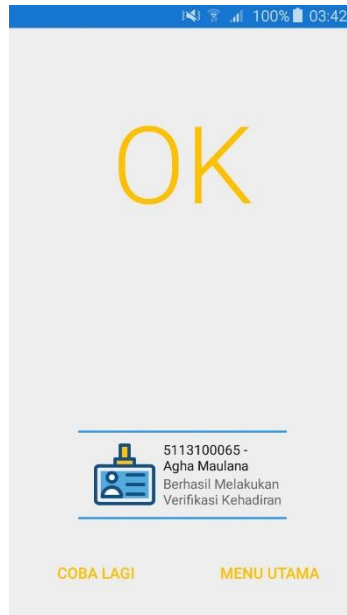 100% 03:42
OK
5113100065 -
Agha Maulana
Berhasil Melakukan
Verifikasi Kehadiran
COBA LAGI MENU UTAMA